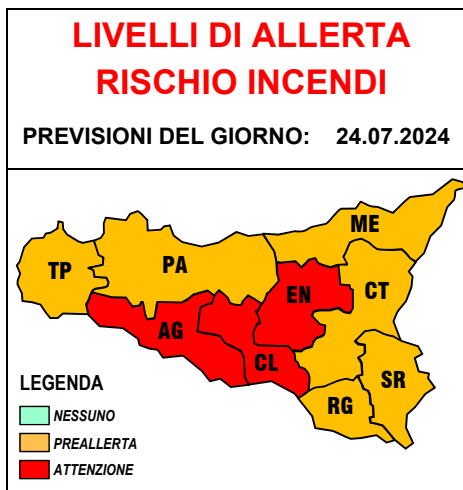 LIVELLI DI ALLERTA
RISCHIO INCENDI
PREVISIONI DEL GIORNO: 24.07.2024
ME
TP
PA
EN
CT
AG
CL
SR
RG
LEGENDA
NESSUNO
PREALLERTA
ATTENZIONE